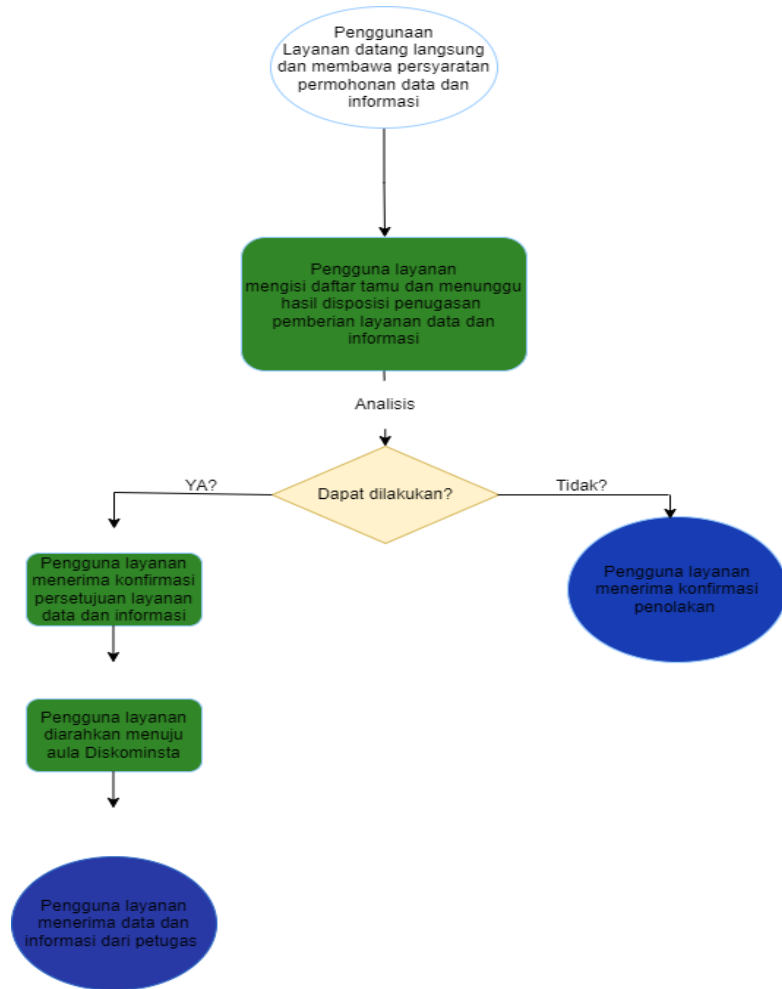 Penggunaan
Layanan datang langsung
dan membawa persyaratan
permohonan data dan
informasi
Pengguna layanan
mengisi daftar tamu dan menunggu
hasil disposisi penugasan
pemberian layanan data dan
informasi
Analisis
Dapat dilakukan?
YA?
Tidak?
Pengguna layanan
menerima konfirmasi
persetujuan layanan
data dan informasi
Pengguna layanan
menerima konfirmasi
penolakan
Pengguna layanan
diarahkan menuju
aula Diskominsta
Pengguna layanan
menerima data dan
informasi dari petugas